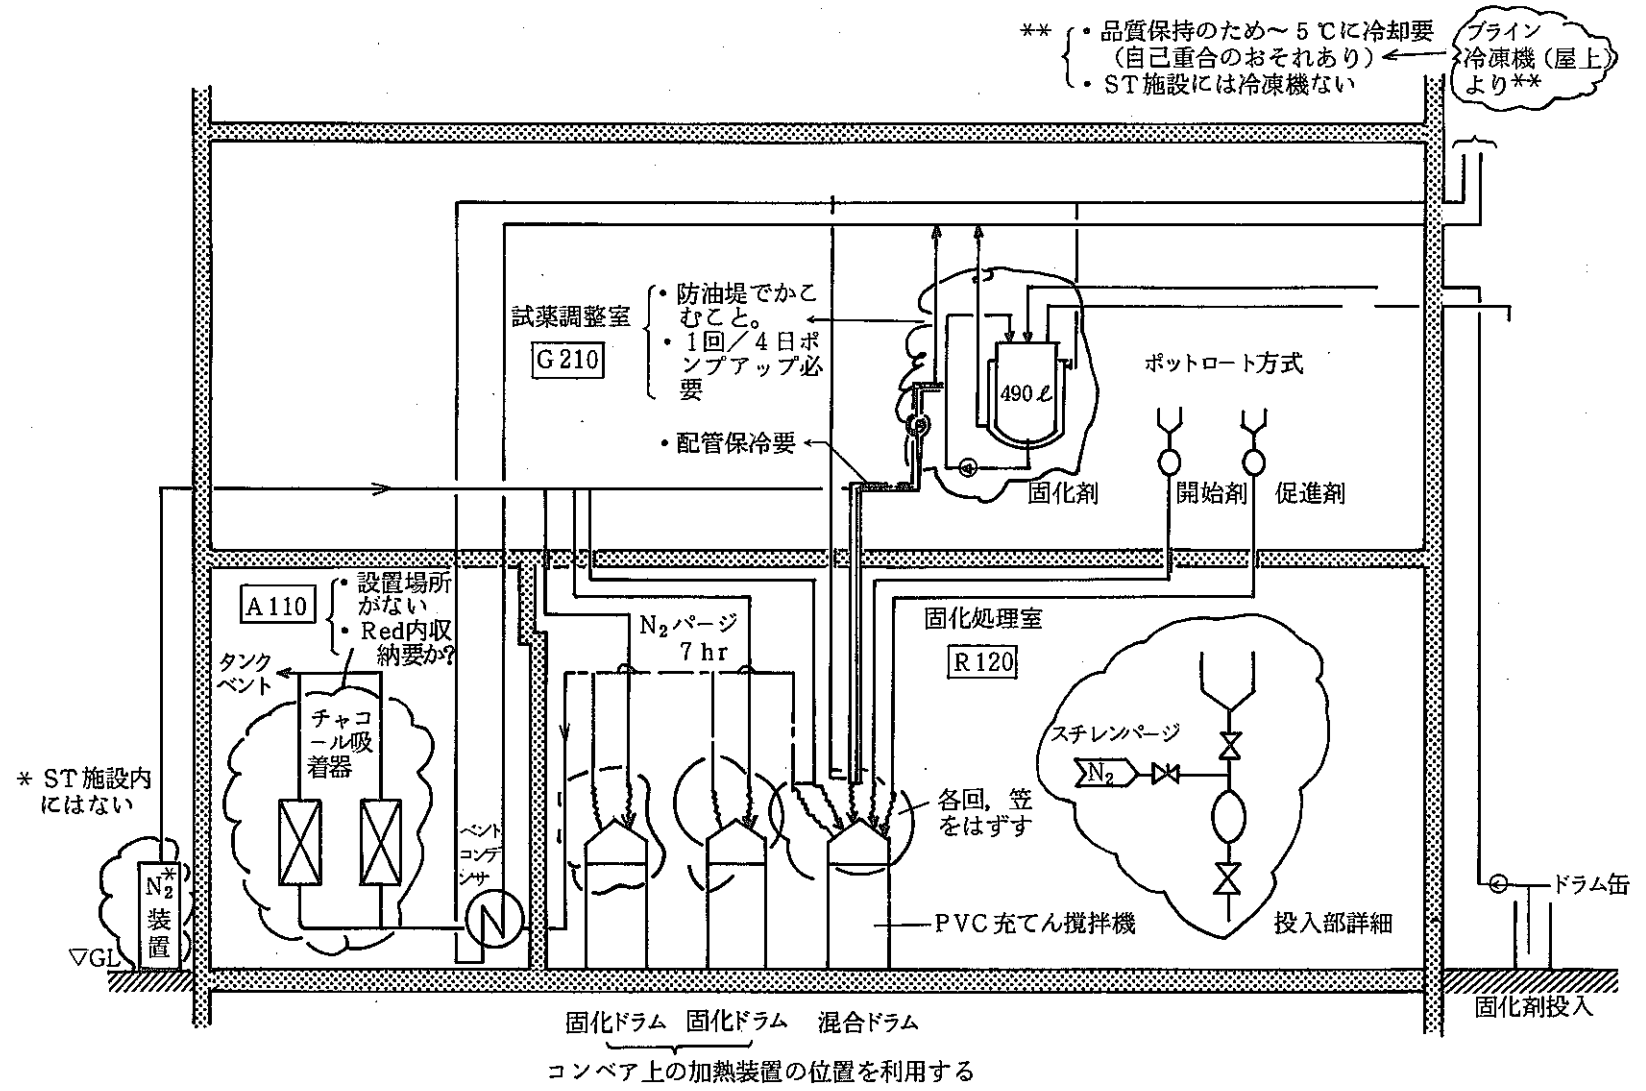 ** ・品質保持のため～5℃に冷却要
（自己重合のおそれあり）
・ST施設には冷凍機ない
ブライン
冷凍機（屋上）
より**
試薬調整室
G210
・防油堤でかこ
むこと。
・1回／4日ポ
ンプアップ必
要
・配管保冷要
490ℓ
固化剤
ポットロート方式
開始剤
促進剤
A110
・設置場所
がない
・Red内収
納要か?
タンク
ベント
チャコ
ール吸
着器
N₂パージ
7hr
固化処理室
R120
スチレンパージ
N₂
* ST施設内
にはない
N₂*
装
置
▽GL
ベント
コンデ
ンサ
各回，笠
をはずす
PVC充てん攪拌機
投入部詳細
ドラム缶
固化剤投入
固化ドラム
固化ドラム
混合ドラム
コンベア上の加熱装置の位置を利用する